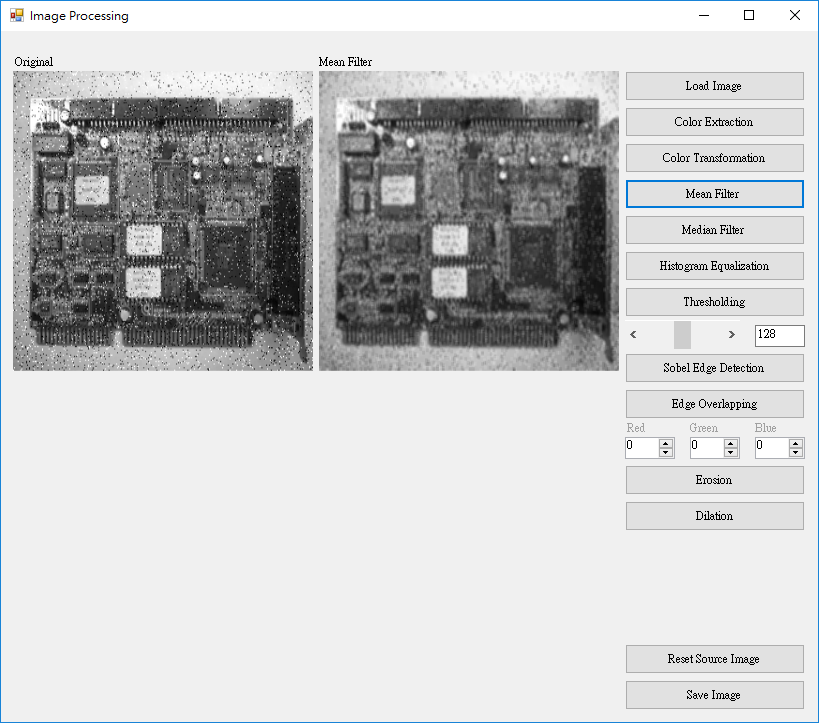 Image Processing
Original
Mean Filter
Load Image
Color Extraction
Color Transformation
Mean Filter
Median Filter
Histogram Equalization
Thresholding
128
Sobel Edge Detection
Edge Overlapping
Red Green Blue
0 0 0
Erosion
Dilation
Reset Source Image
Save Image